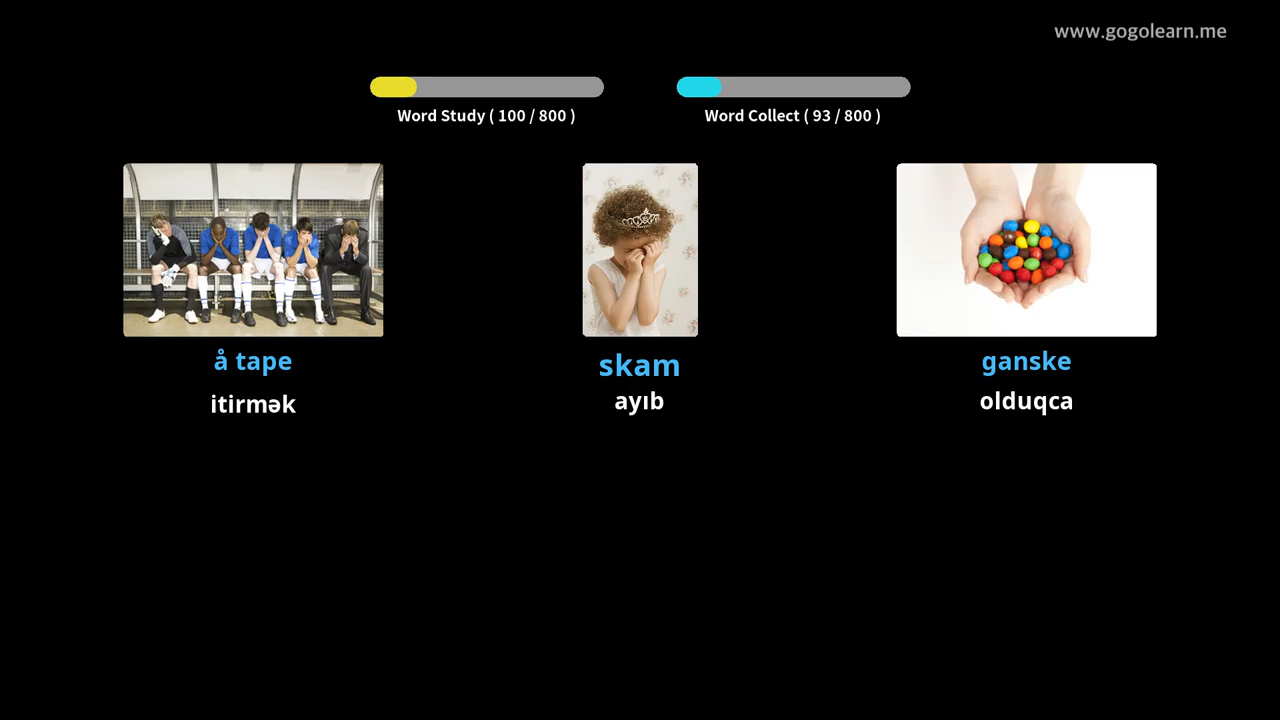 www.gogolearn.me
Word Study ( 100 / 800 )
Word Collect ( 93 / 800 )
å tape
skam
ganske
itirmək
ayıb
olduqca